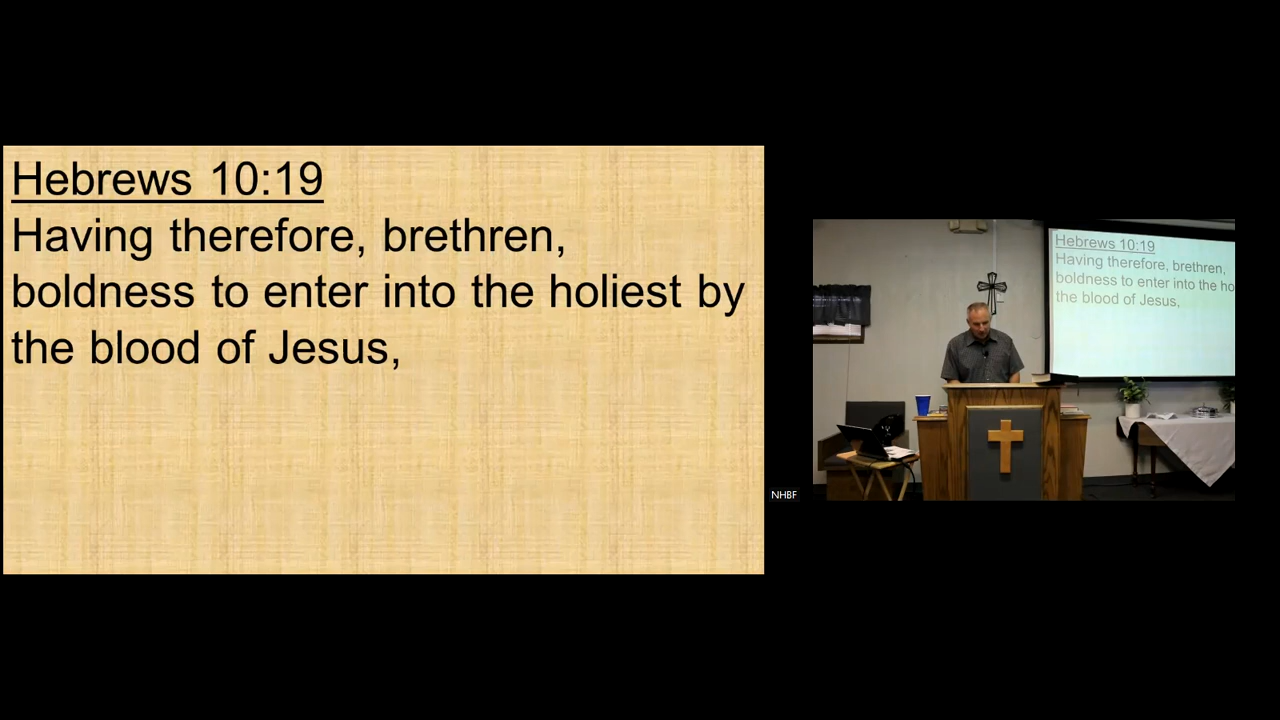 Hebrews 10:19
Having therefore, brethren,
boldness to enter into the holiest by
the blood of Jesus,
Hebrews 10:19
Having therefore, brethren,
boldness to enter into the ho
the blood of Jesus,
NHBF